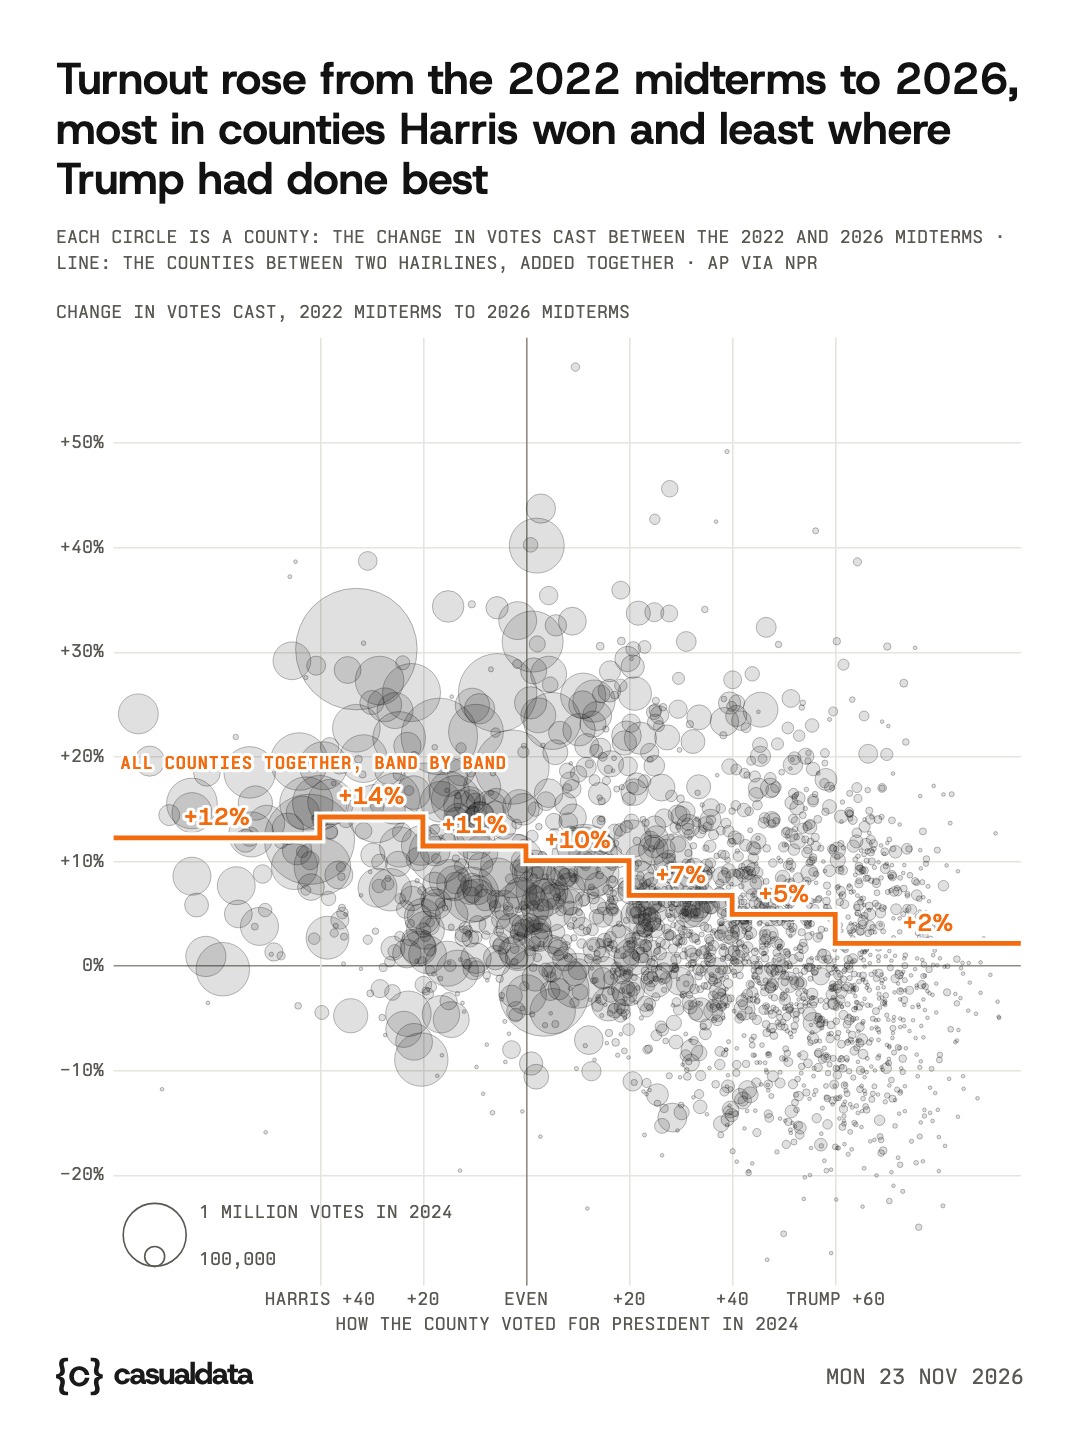 Turnout rose from the 2022 midterms to 2026,
most in counties Harris won and least where
Trump had done best
EACH CIRCLE IS A COUNTY: THE CHANGE IN VOTES CAST BETWEEN THE 2022 AND 2026 MIDTERMS ·
LINE: THE COUNTIES BETWEEN TWO HAIRLINES, ADDED TOGETHER · AP VIA NPR
CHANGE IN VOTES CAST, 2022 MIDTERMS TO 2026 MIDTERMS
+50%
+40%
+30%
+20%
ALL COUNTIES TOGETHER, BAND BY BAND
+14%
+12%
+11%
+10%
+10%
+7%
+5%
+2%
0%
−10%
−20%
1 MILLION VOTES IN 2024
100,000
HARRIS +40 +20 EVEN +20 +40 TRUMP +60
HOW THE COUNTY VOTED FOR PRESIDENT IN 2024
{c} casualdata MON 23 NOV 2026